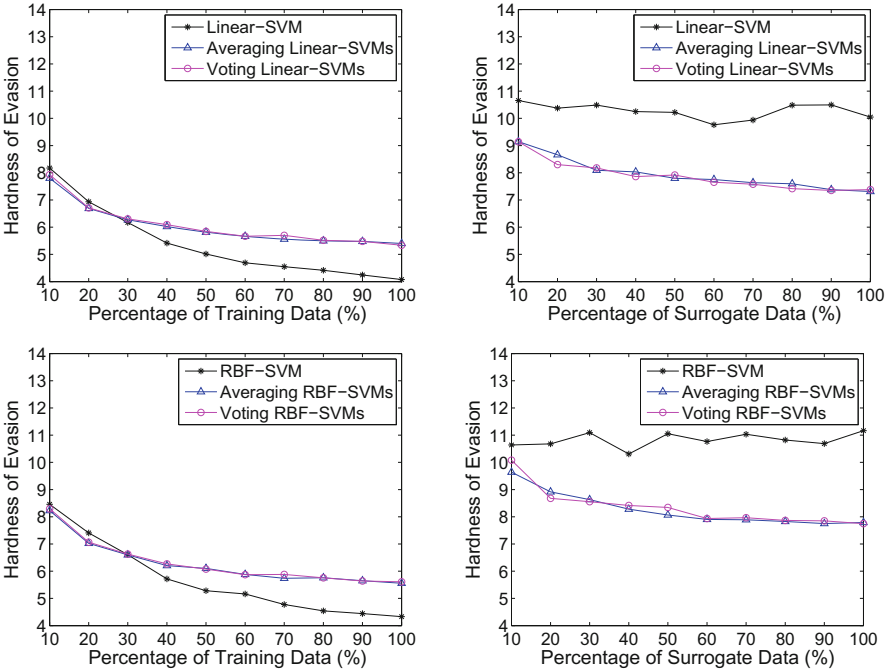 14
13
12
11
10
9
8
7
6
5
4
Hardness of Evasion
Linear−SVM
Averaging Linear−SVMs
Voting Linear−SVMs
10 20 30 40 50 60 70 80 90 100
Percentage of Training Data (%)
14
13
12
11
10
9
8
7
6
5
4
Hardness of Evasion
Linear−SVM
Averaging Linear−SVMs
Voting Linear−SVMs
10 20 30 40 50 60 70 80 90 100
Percentage of Surrogate Data (%)
14
13
12
11
10
9
8
7
6
5
4
Hardness of Evasion
RBF−SVM
Averaging RBF−SVMs
Voting RBF−SVMs
10 20 30 40 50 60 70 80 90 100
Percentage of Training Data (%)
14
13
12
11
10
9
8
7
6
5
4
Hardness of Evasion
RBF−SVM
Averaging RBF−SVMs
Voting RBF−SVMs
10 20 30 40 50 60 70 80 90 100
Percentage of Surrogate Data (%)